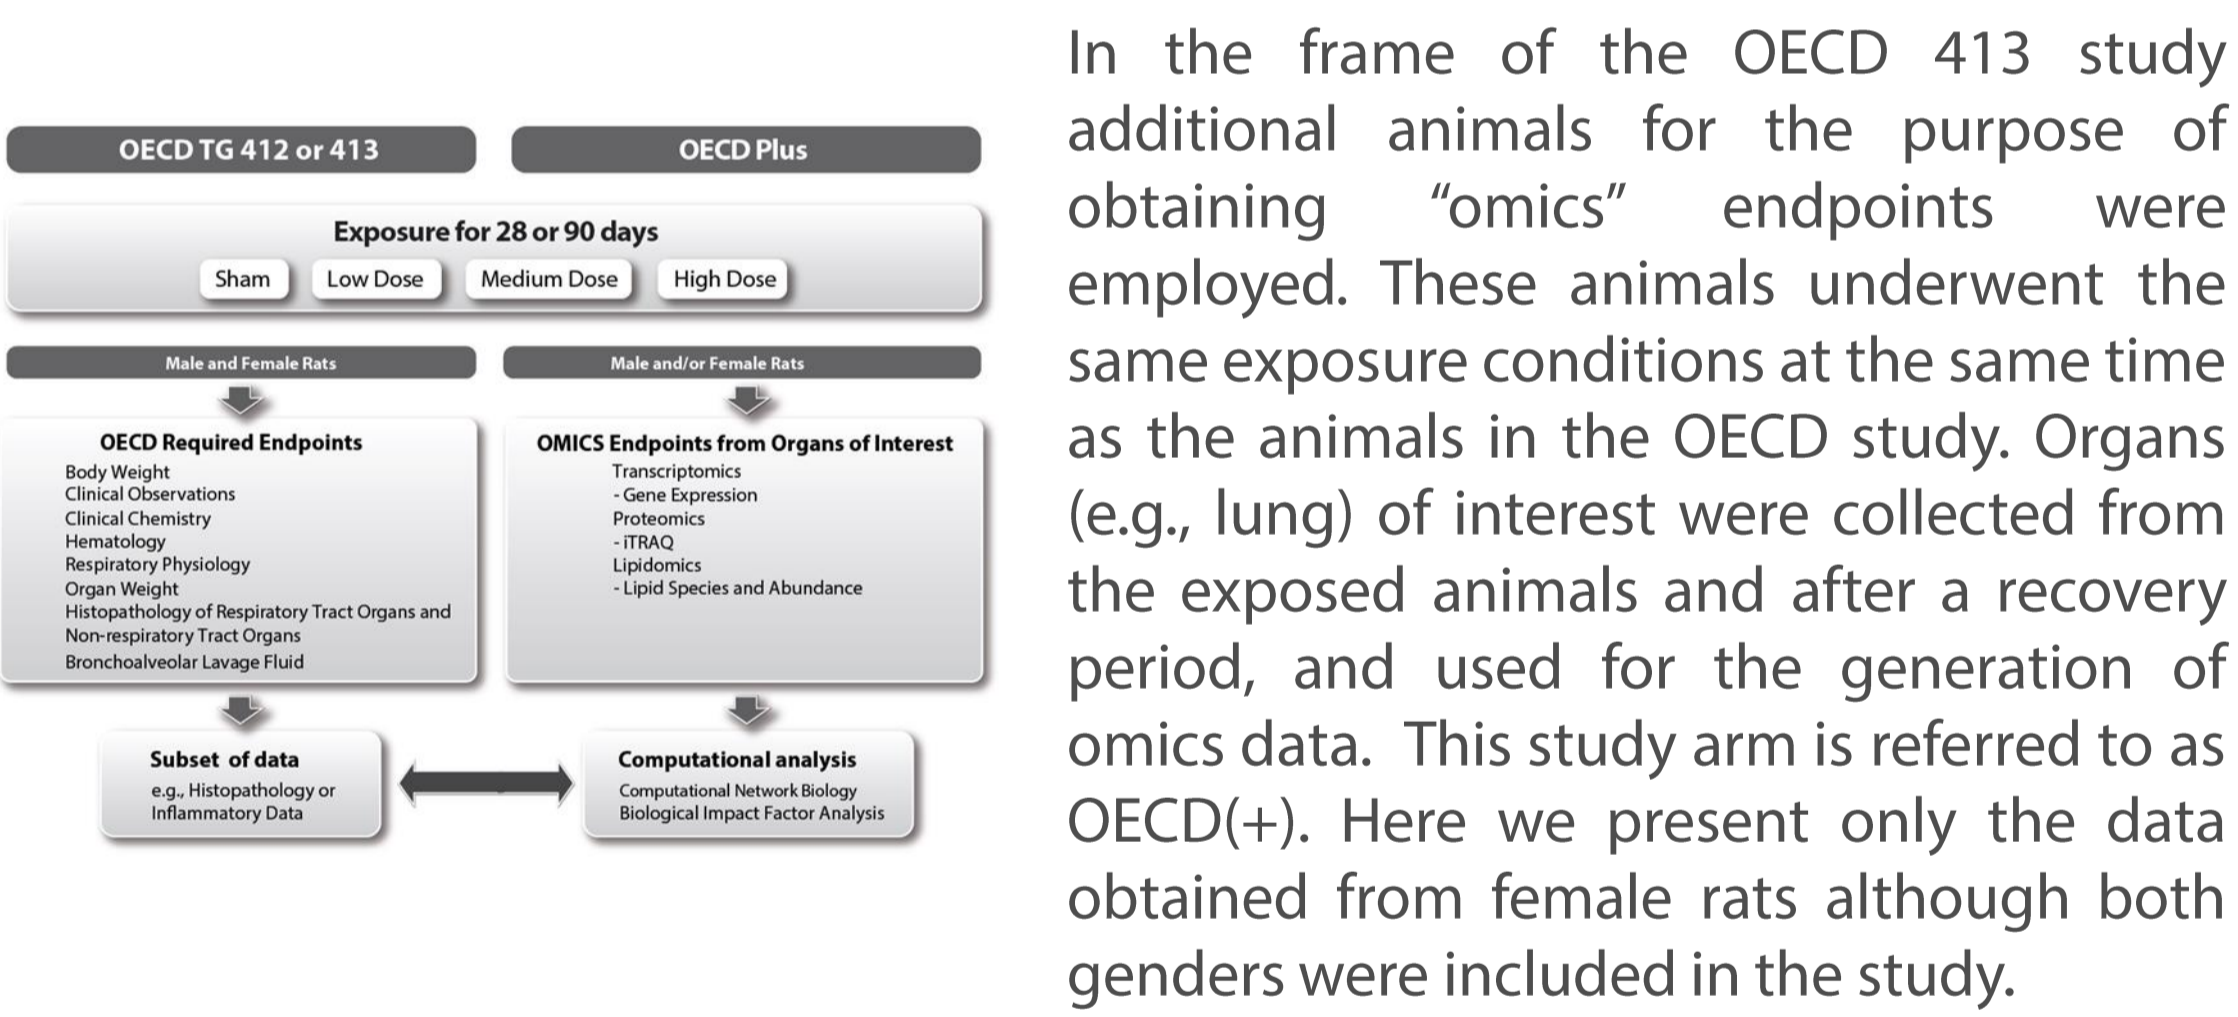 OECD TG 412 or 413
OECD Plus
Exposure for 28 or 90 days
Sham
Low Dose
Medium Dose
High Dose
Male and Female Rats
Male and/or Female Rats
OECD Required Endpoints
Body Weight
Clinical Observations
Clinical Chemistry
Hematology
Respiratory Physiology
Organ Weight
Histopathology of Respiratory Tract Organs and
Non-respiratory Tract Organs
Bronchoalveolar Lavage Fluid
OMICS Endpoints from Organs of Interest
Transcriptomics
- Gene Expression
Proteomics
- iTRAQ
Lipidomics
- Lipid Species and Abundance
Subset of data
e.g., Histopathology or
Inflammatory Data
Computational analysis
Computational Network Biology
Biological Impact Factor Analysis
In the frame of the OECD 413 study
additional animals for the purpose of
obtaining “omics” endpoints were
employed. These animals underwent the
same exposure conditions at the same time
as the animals in the OECD study. Organs
(e.g., lung) of interest were collected from
the exposed animals and after a recovery
period, and used for the generation of
omics data. This study arm is referred to as
OECD(+). Here we present only the data
obtained from female rats although both
genders were included in the study.